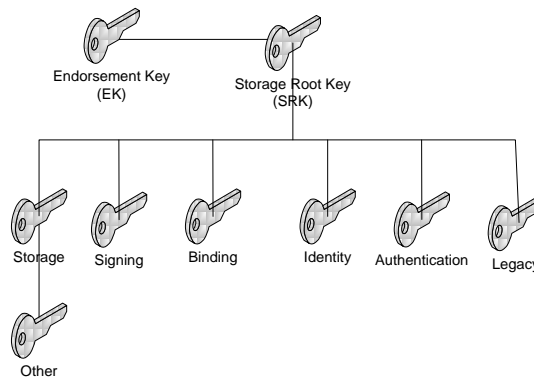 Endorsement Key
(EK)
Storage Root Key
(SRK)
Storage
Signing
Binding
Identity
Authentication
Legacy
Other